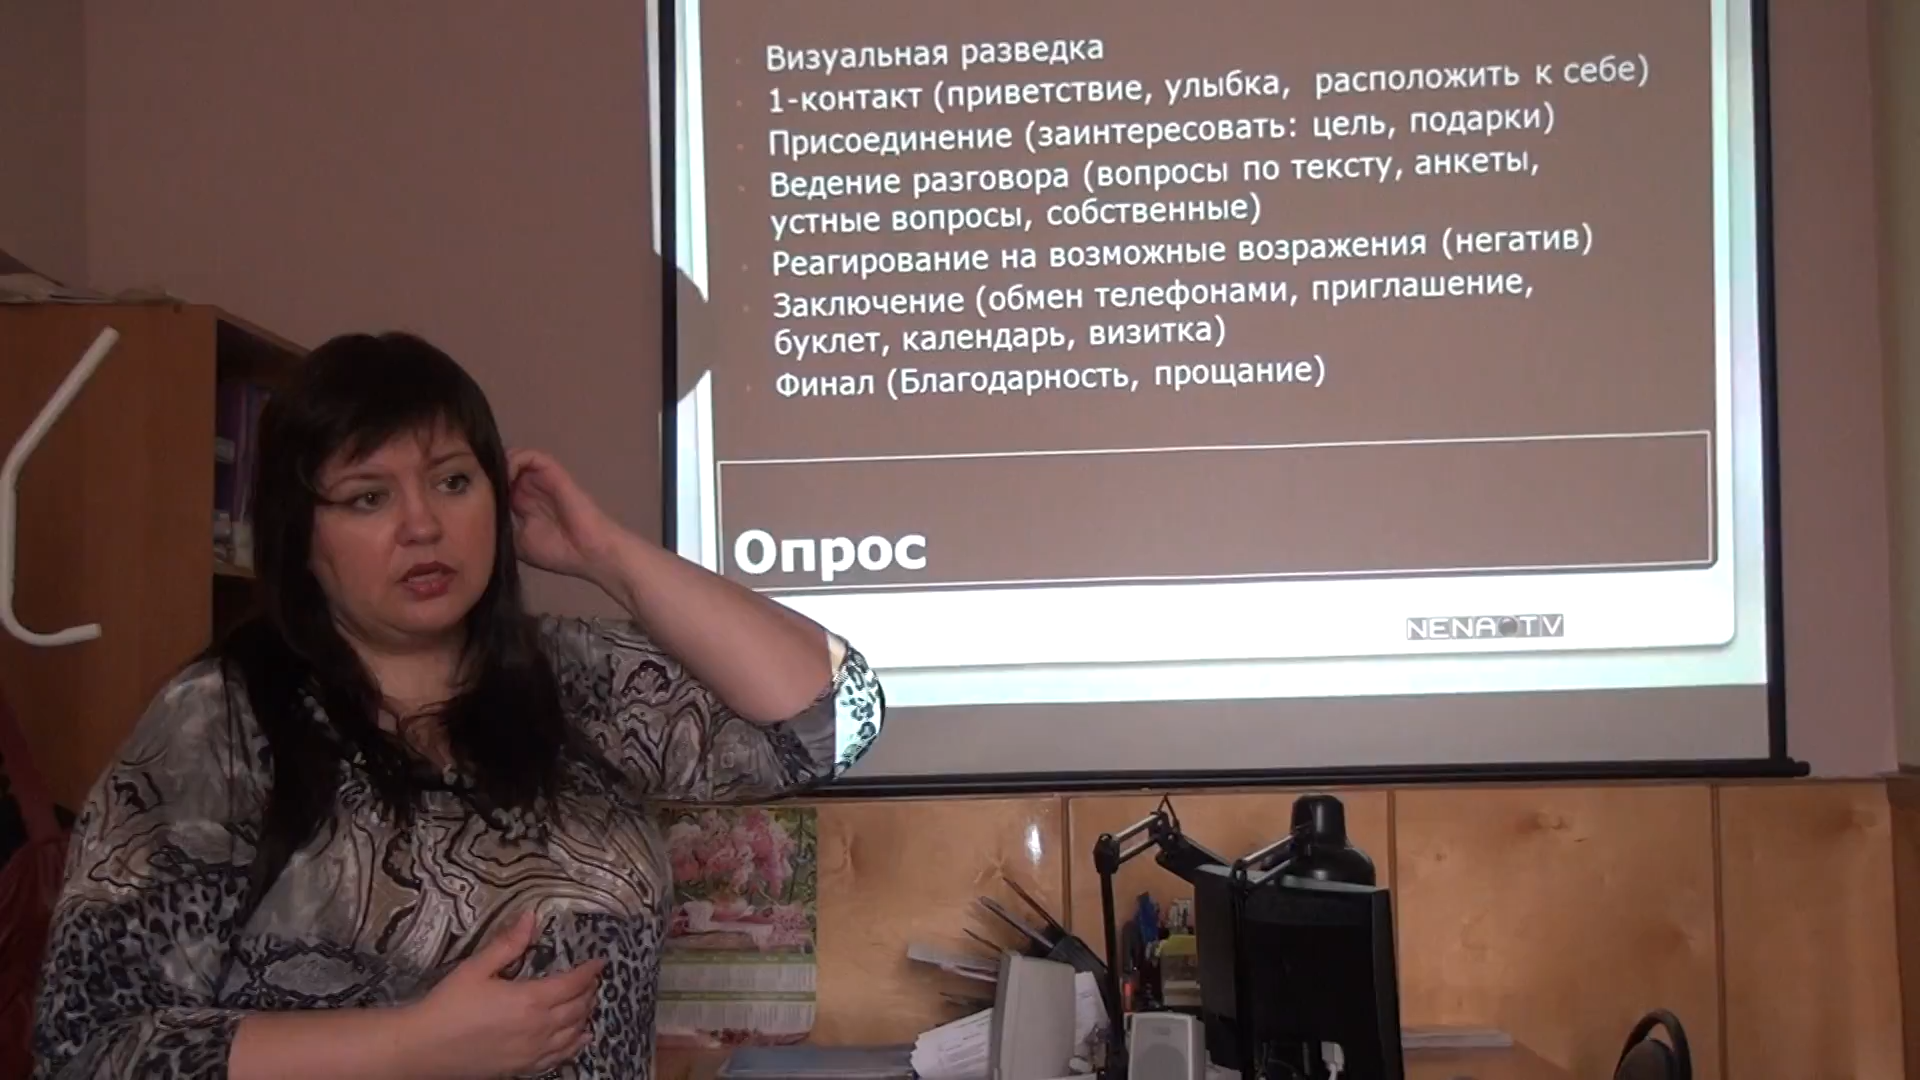 Визуальная разведка
1-контакт (приветствие, улыбка, расположить к себе)
Присоединение (заинтересовать: цель, подарки)
Ведение разговора (вопросы по тексту, анкеты,
устные вопросы, собственные)
Реагирование на возможные возражения (негатив)
Заключение (обмен телефонами, приглашение,
буклет, календарь, визитка)
Финал (Благодарность, прощание)
Опрос
NENA TV